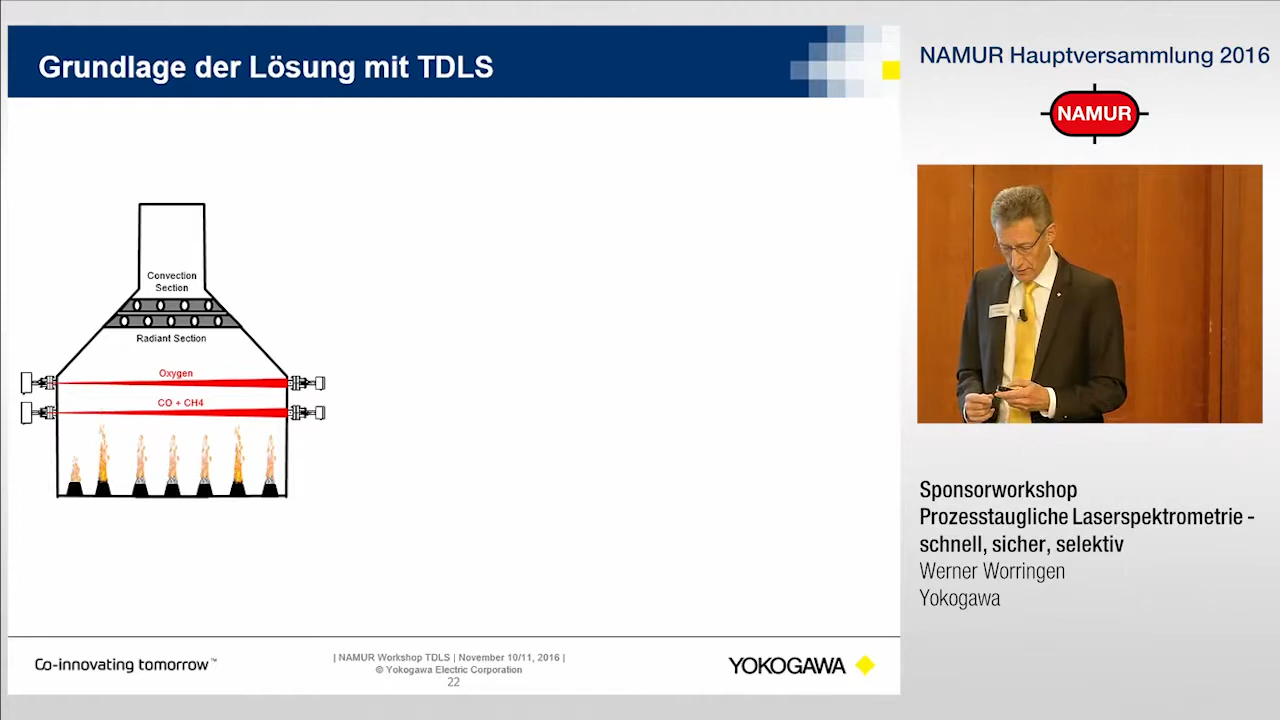 Grundlage der Lösung mit TDLS
Convection
Section
Radiant Section
Oxygen
CO + CH4
Co-innovating tomorrow™
| NAMUR Workshop TDLS | November 10/11, 2016 |
© Yokogawa Electric Corporation
22
YOKOGAWA
NAMUR Hauptversammlung 2016
NAMUR
Sponsorworkshop
Prozesstaugliche Laserspektrometrie -
schnell, sicher, selektiv
Werner Worringen
Yokogawa